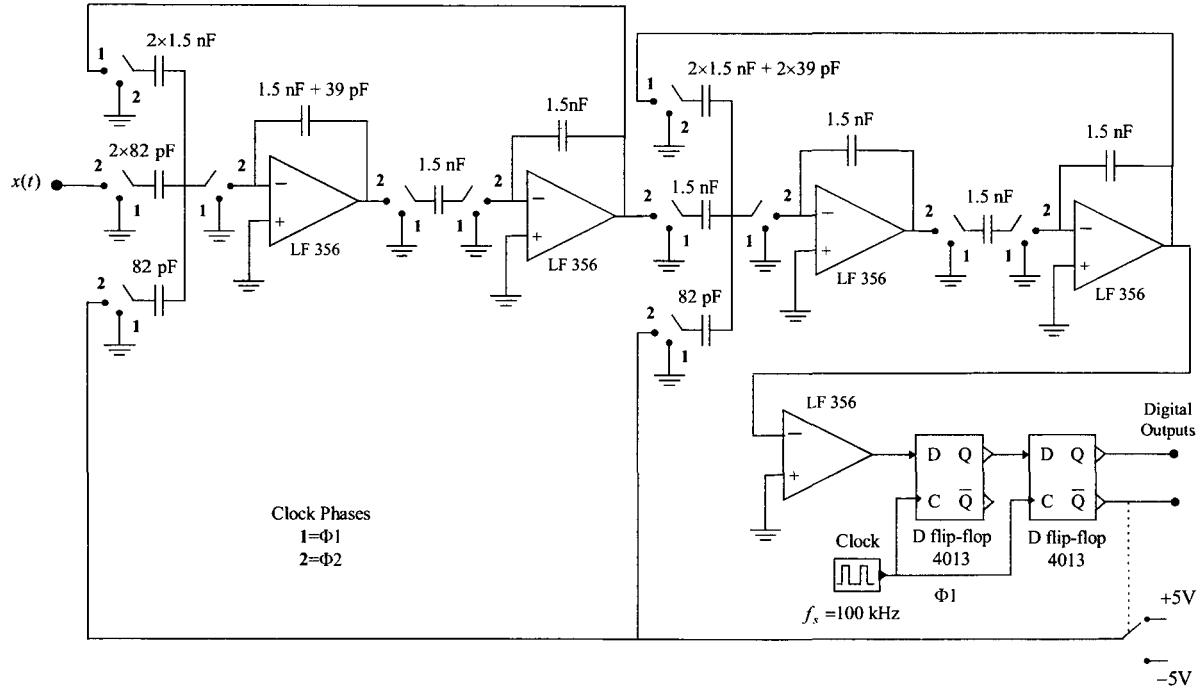 1
2
2×1.5 nF
1.5 nF + 39 pF
1.5nF
1
2
2×1.5 nF + 2×39 pF
1.5 nF
1.5 nF
x(t)
2
1
2×82 pF
1
2
−
+
LF 356
2
1
1.5 nF
1
2
−
+
LF 356
2
1
1.5 nF
1
2
−
+
LF 356
2
1
1.5 nF
1
2
−
+
LF 356
2
1
82 pF
2
1
82 pF
LF 356
−
+
D Q
C Q̅
D flip-flop
4013
D Q
C Q̅
D flip-flop
4013
Digital
Outputs
Clock Phases
1=Φ1
2=Φ2
Clock
fs =100 kHz
Φ1
+5V
−5V